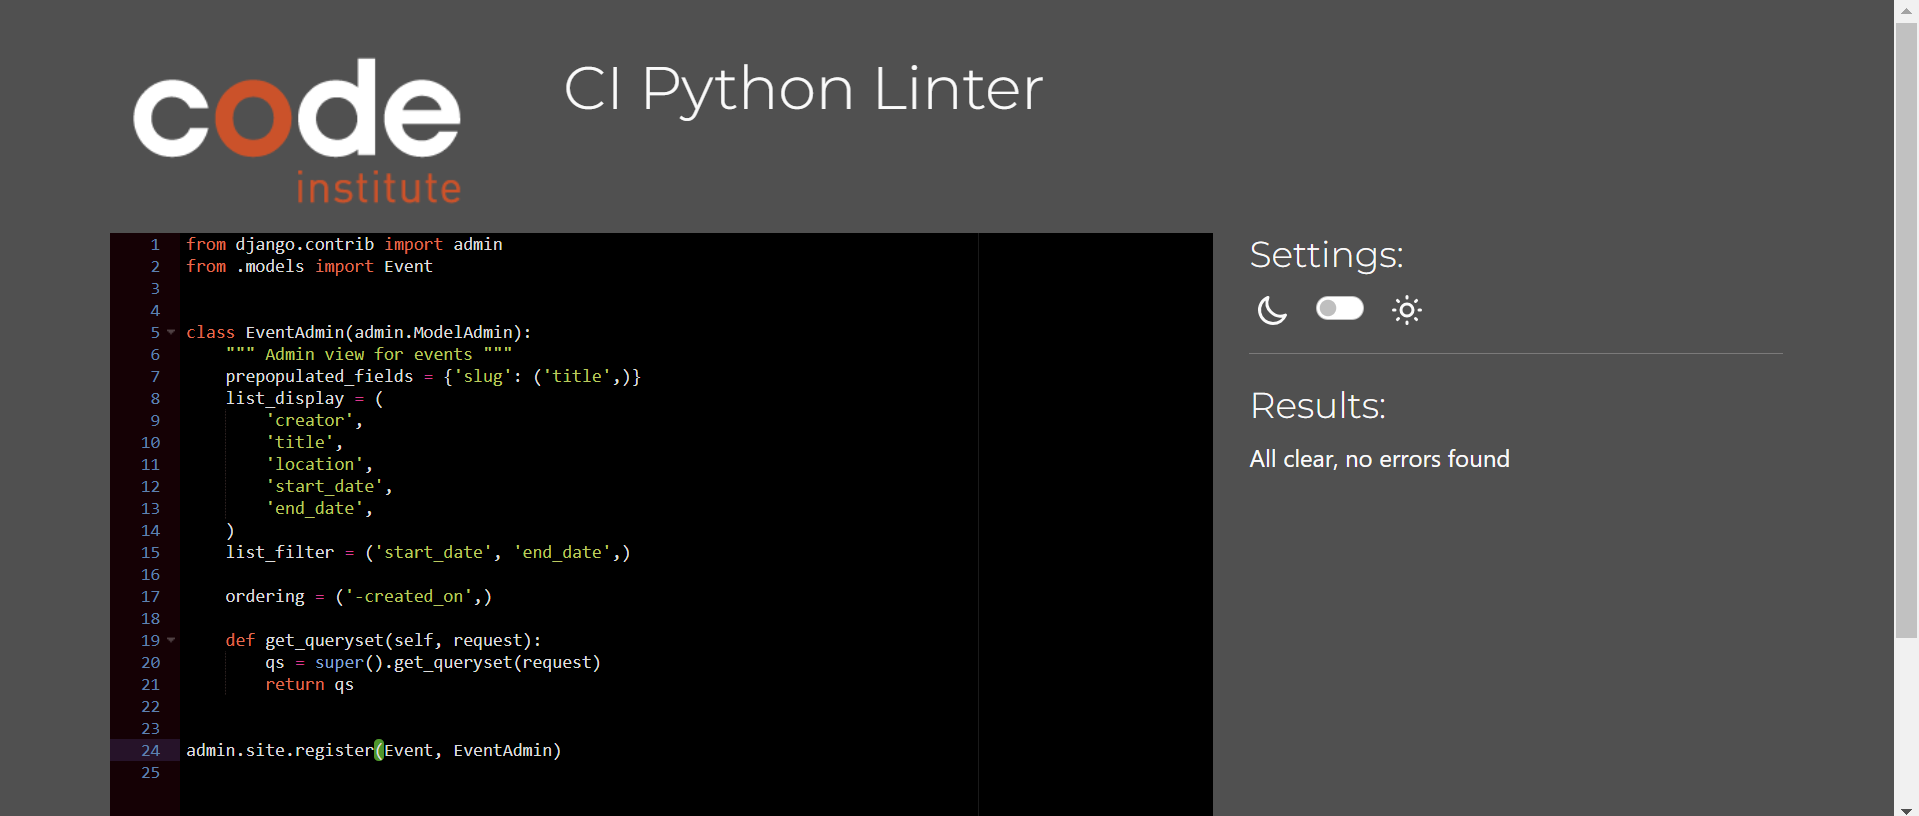 code
institute
CI Python Linter
1 from django.contrib import admin
2 from .models import Event
3
4
5 class EventAdmin(admin.ModelAdmin):
6     """ Admin view for events """
7     prepopulated_fields = {'slug': ('title',)}
8     list_display = (
9         'creator',
10         'title',
11         'location',
12         'start_date',
13         'end_date',
14     )
15     list_filter = ('start_date', 'end_date',)
16
17     ordering = ('-created_on',)
18
19     def get_queryset(self, request):
20         qs = super().get_queryset(request)
21         return qs
22
23
24 admin.site.register(Event, EventAdmin)
25
Settings:
Results:
All clear, no errors found